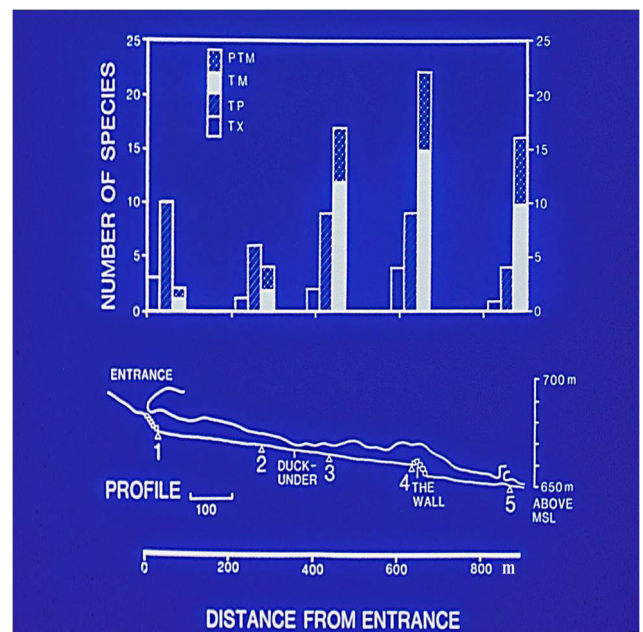 25
20
15
10
5
0
NUMBER OF SPECIES
PTM
TM
TP
TX
25
20
15
10
5
0
ENTRANCE
1
2
DUCK-
UNDER
3
4
THE
WALL
5
700 m
650 m
ABOVE
MSL
PROFILE
100
0 200 400 600 800 m
DISTANCE FROM ENTRANCE